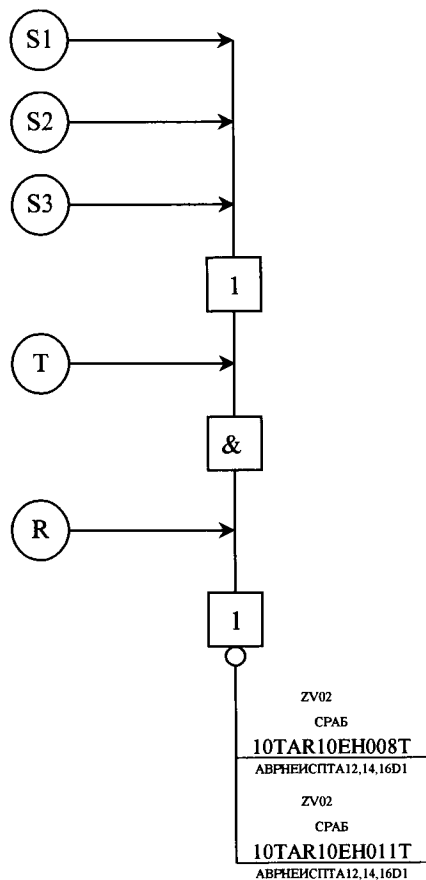 S1
S2
S3
1
T
&
R
1
ZV02
СРАБ
10TAR10EH008T
АВРНЕИСПТА12,14,16D1
ZV02
СРАБ
10TAR10EH011T
АВРНЕИСПТА12,14,16D1